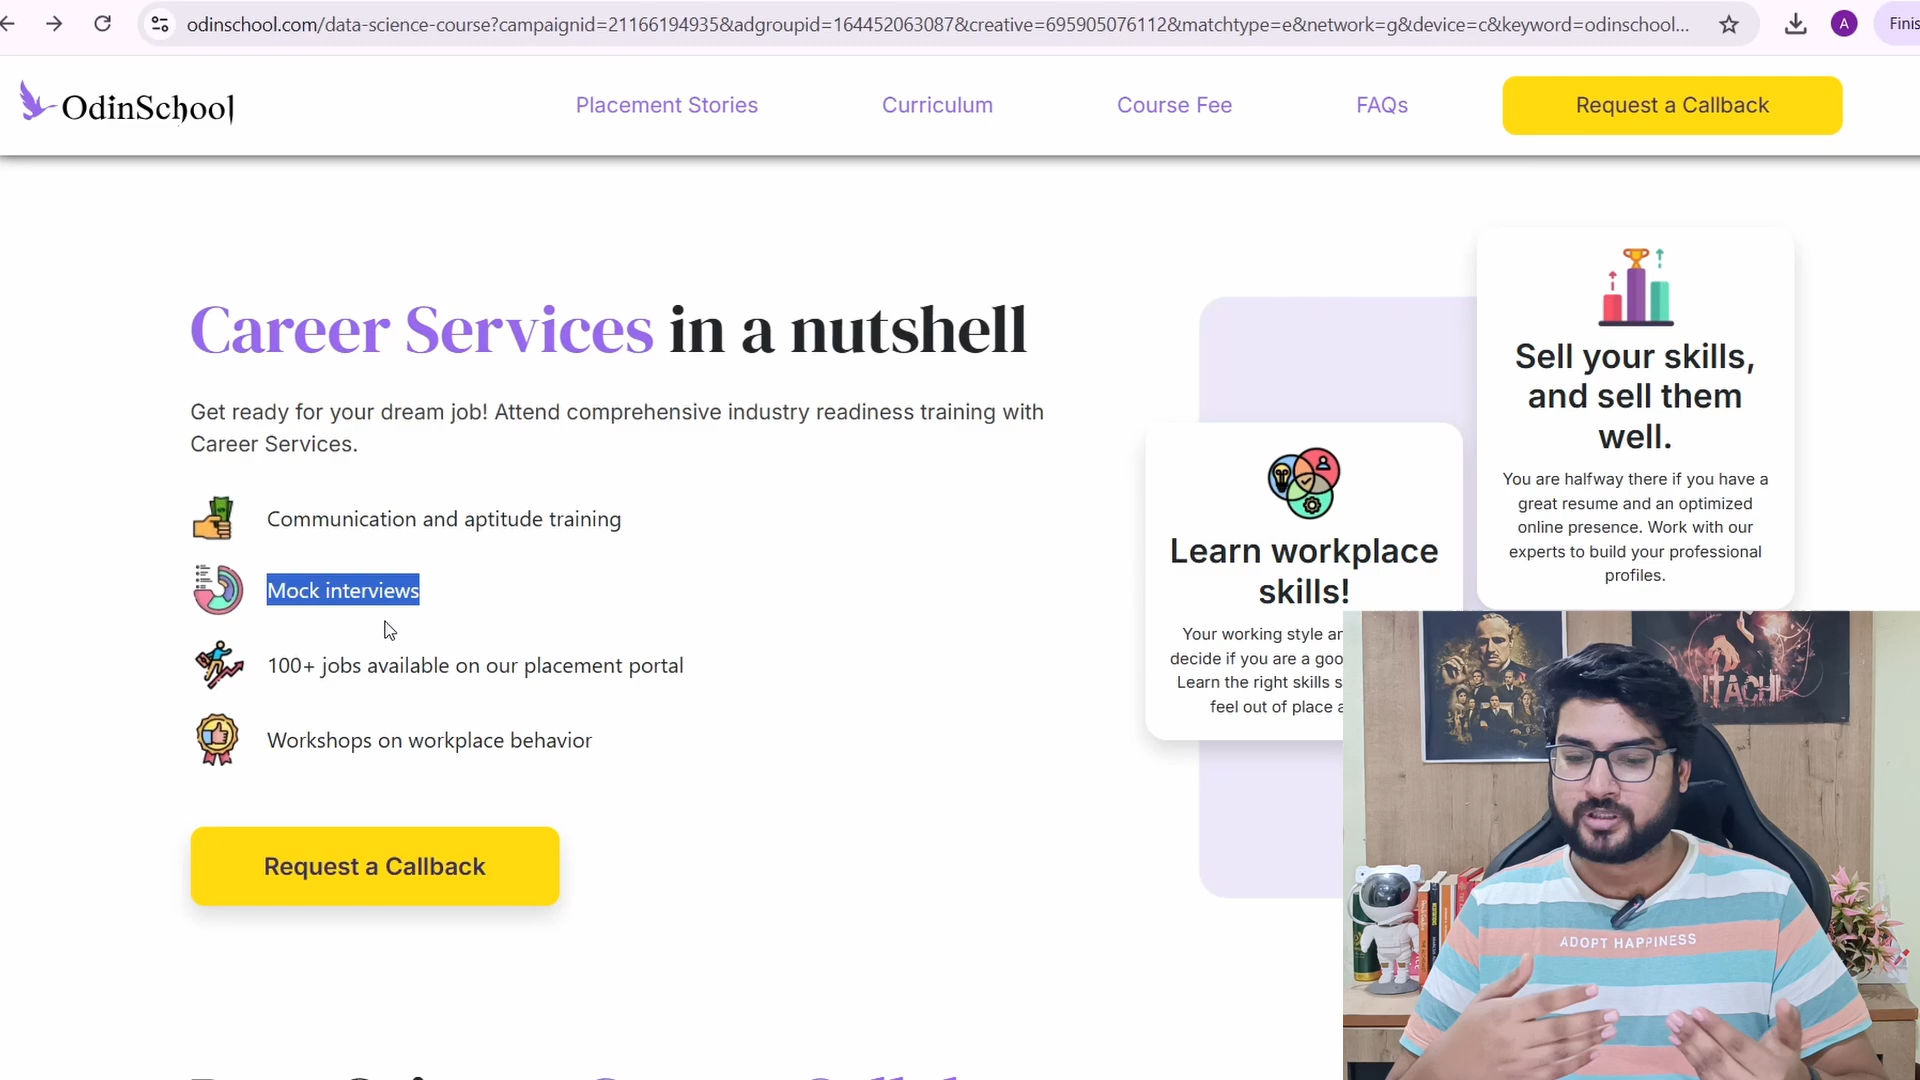 odinschool.com/data-science-course?campaignid=21166194935&adgroupid=164452063087&creative=695905076112&matchtype=e&network=g&device=c&keyword=odinschool...
A
Finis
OdinSchool
Placement Stories
Curriculum
Course Fee
FAQs
Request a Callback
Career Services in a nutshell
Get ready for your dream job! Attend comprehensive industry readiness training with
Career Services.
Communication and aptitude training
Mock interviews
100+ jobs available on our placement portal
Workshops on workplace behavior
Request a Callback
Sell your skills,
and sell them
well.
You are halfway there if you have a
great resume and an optimized
online presence. Work with our
experts to build your professional
profiles.
Learn workplace
skills!
Your working style
decide if you are a
Learn the right skills
feel out of place
ITACHI
ADOPT HAPPINESS